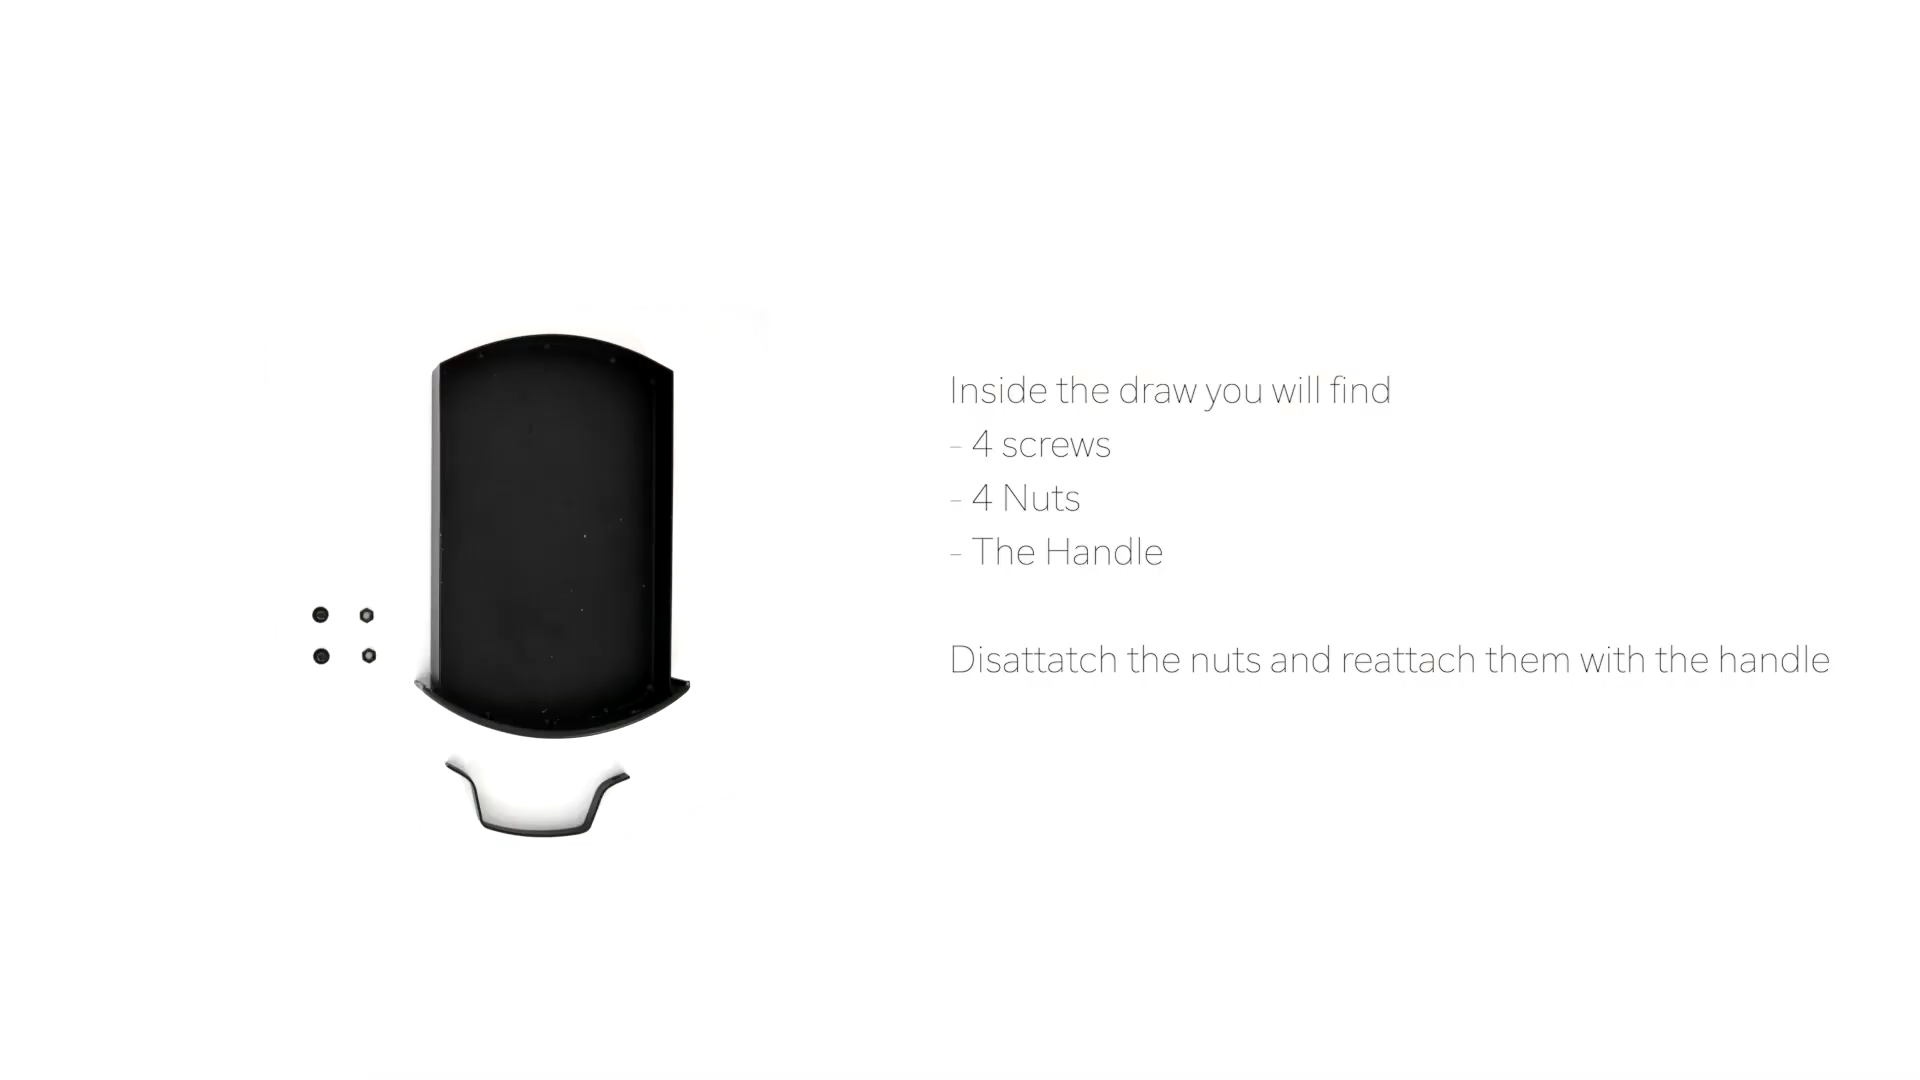 Inside the draw you will find
- 4 screws
- 4 Nuts
- The Handle
Disattatch the nuts and reattach them with the handle